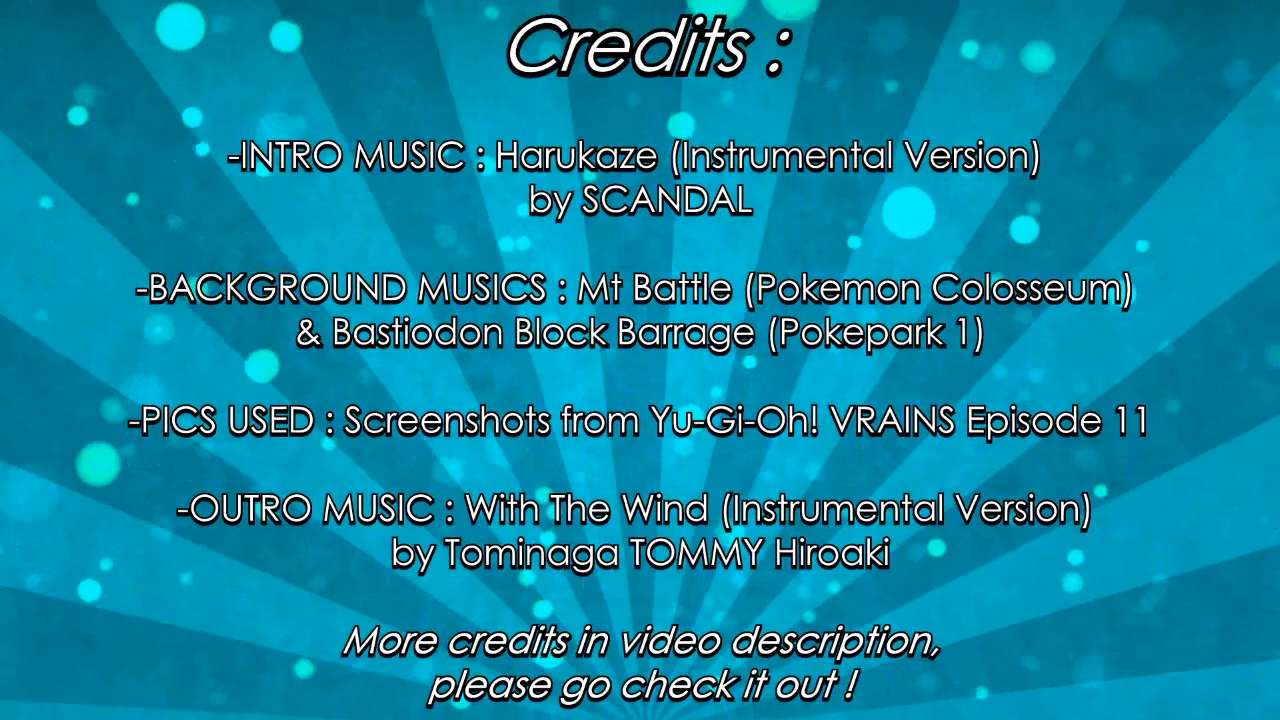 Credits :
-INTRO MUSIC : Harukaze (Instrumental Version)
by SCANDAL
-BACKGROUND MUSICS : Mt Battle (Pokemon Colosseum)
& Bastiodon Block Barrage (Pokepark 1)
-PICS USED : Screenshots from Yu-Gi-Oh! VRAINS Episode 11
-OUTRO MUSIC : With The Wind (Instrumental Version)
by Tominaga TOMMY Hiroaki
More credits in video description,
please go check it out !